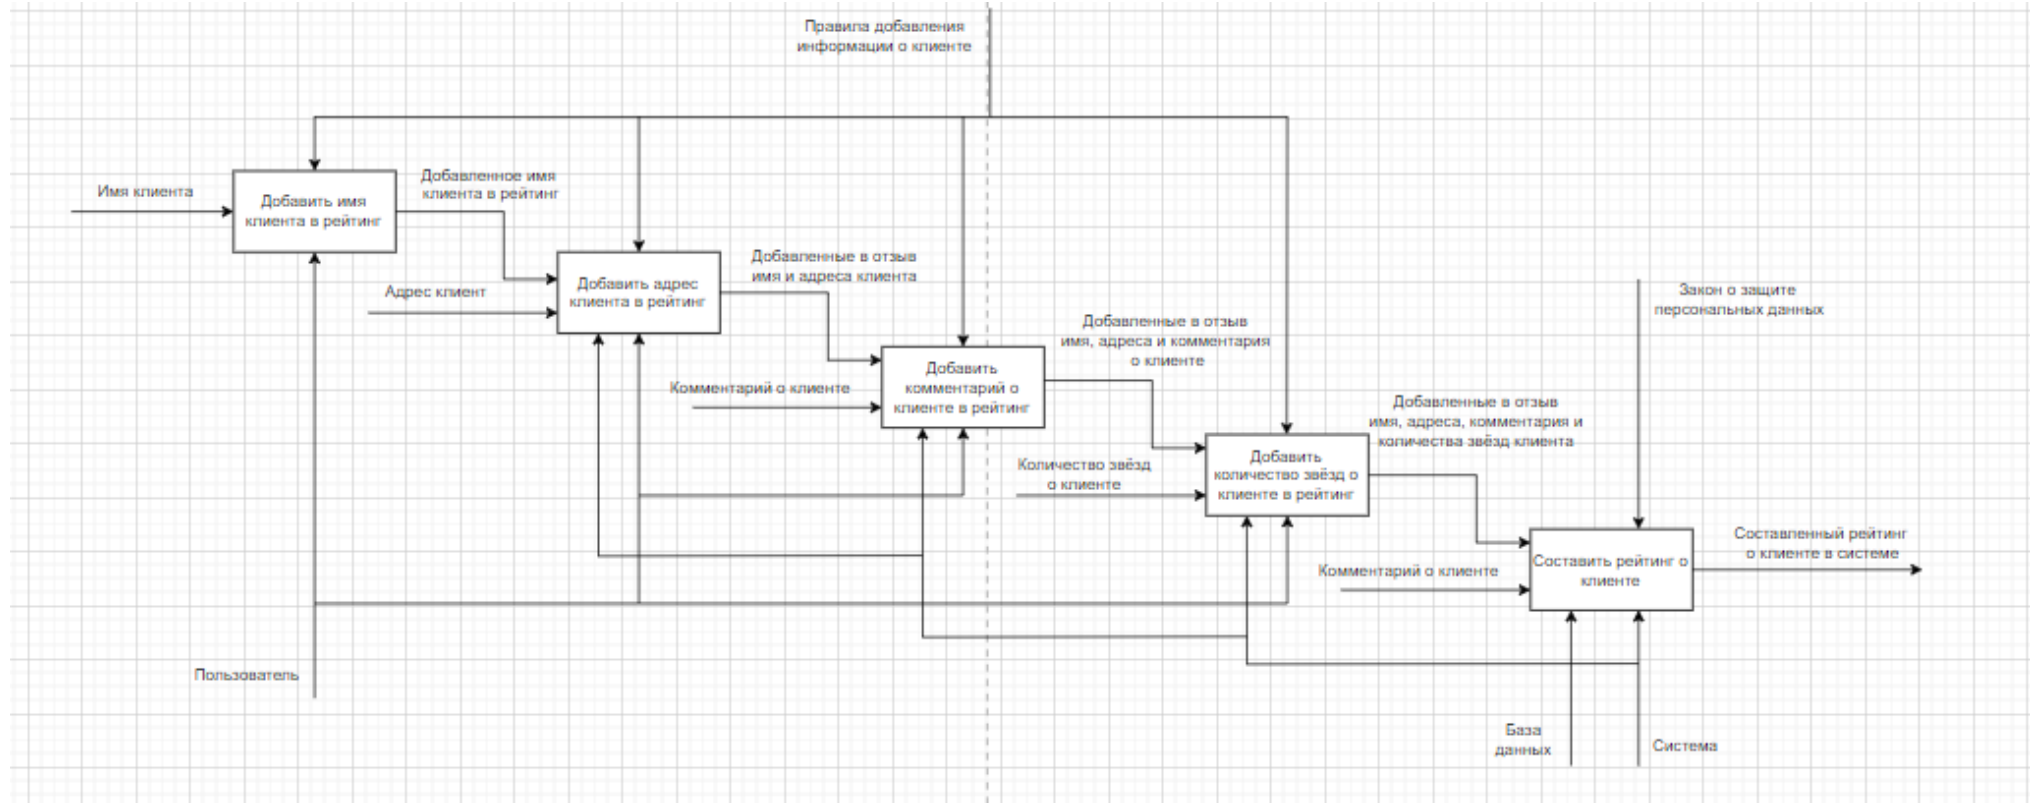 Правила добавления
информации о клиенте
Имя клиента
Добавить имя
клиента в рейтинг
Добавленное имя
клиента в рейтинг
Адрес клиент
Добавить адрес
клиента в рейтинг
Добавленные в отзыв
имя и адреса клиента
Комментарий о клиенте
Добавить
комментарий о
клиенте в рейтинг
Добавленные в отзыв
имя, адреса и комментария
о клиенте
Количество звёзд
о клиенте
Добавить
количество звёзд о
клиенте в рейтинг
Добавленные в отзыв
имя, адреса, комментария и
количества звёзд клиента
Закон о защите
персональных данных
Комментарий о клиенте
Составить рейтинг о
клиенте
Составленный рейтинг
о клиенте в системе
Пользователь
База
данных
Система